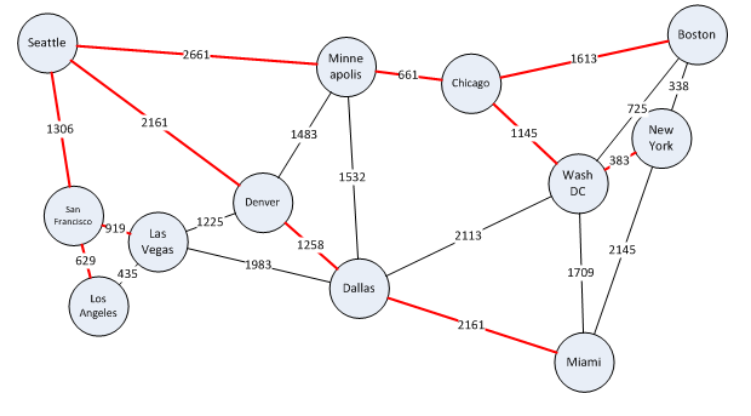 Boston
Seattle
2661
Minne
apolis
661
Chicago
1613
338
725
New
York
1306
2161
1483
1145
383
1532
Wash
DC
San
Francisco
919
Las
Vegas
1225
Denver
1258
2113
2145
629
435
1983
1709
Los
Angeles
Dallas
2161
Miami